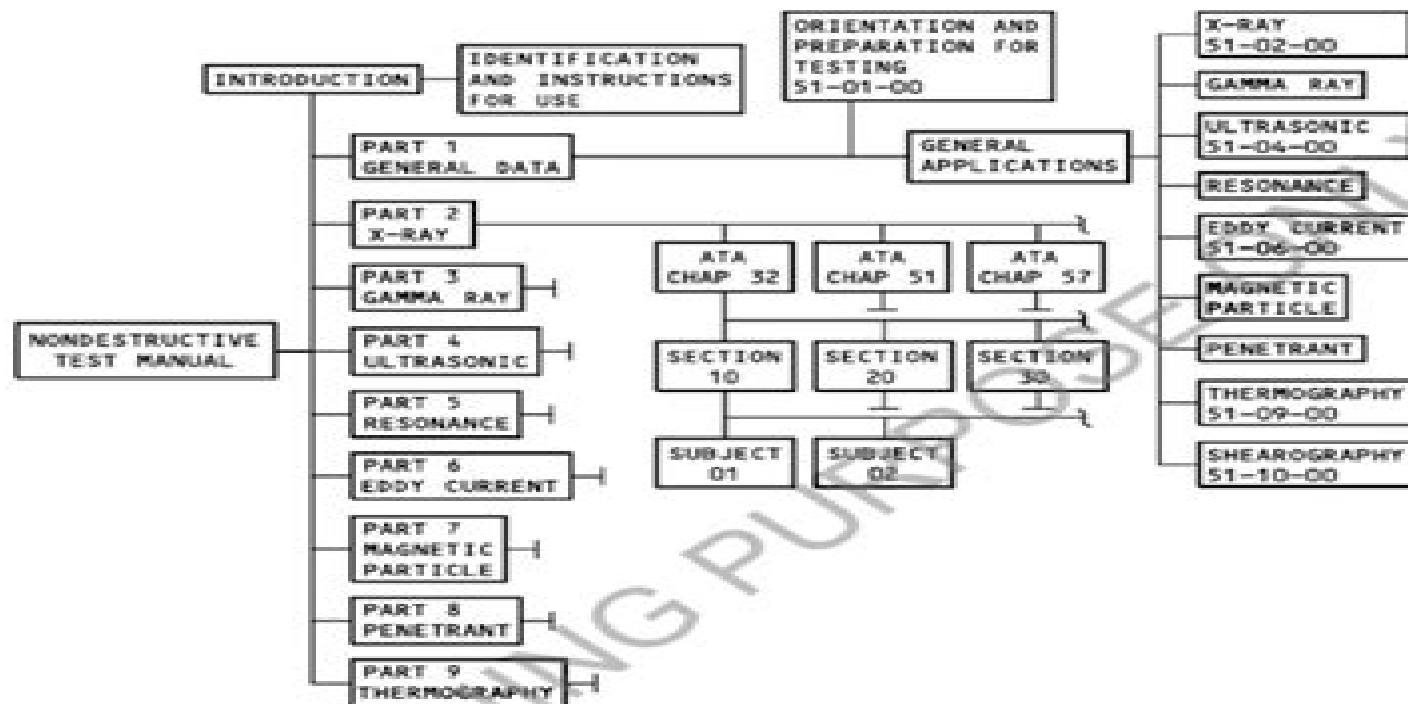 INTRODUCTION
IDENTIFICATION
AND INSTRUCTIONS
FOR USE
ORIENTATION AND
PREPARATION FOR
TESTING
51-01-00
PART 1
GENERAL DATA
GENERAL
APPLICATIONS
X-RAY
51-02-00
GAMMA RAY
ULTRASONIC
51-04-00
RESONANCE
EDDY CURRENT
51-06-00
MAGNETIC
PARTICLE
PENETRANT
THERMOGRAPHY
51-09-00
SHEAROGRAPHY
51-10-00
PART 2
X-RAY
ATA
CHAP 32
ATA
CHAP 51
ATA
CHAP 57
SECTION
10
SECTION
20
SECTION
30
SUBJECT
01
SUBJECT
02
NONDESTRUCTIVE
TEST MANUAL
PART 3
GAMMA RAY
PART 4
ULTRASONIC
PART 5
RESONANCE
PART 6
EDDY CURRENT
PART 7
MAGNETIC
PARTICLE
PART 8
PENETRANT
PART 9
THERMOGRAPHY
PURPOSE